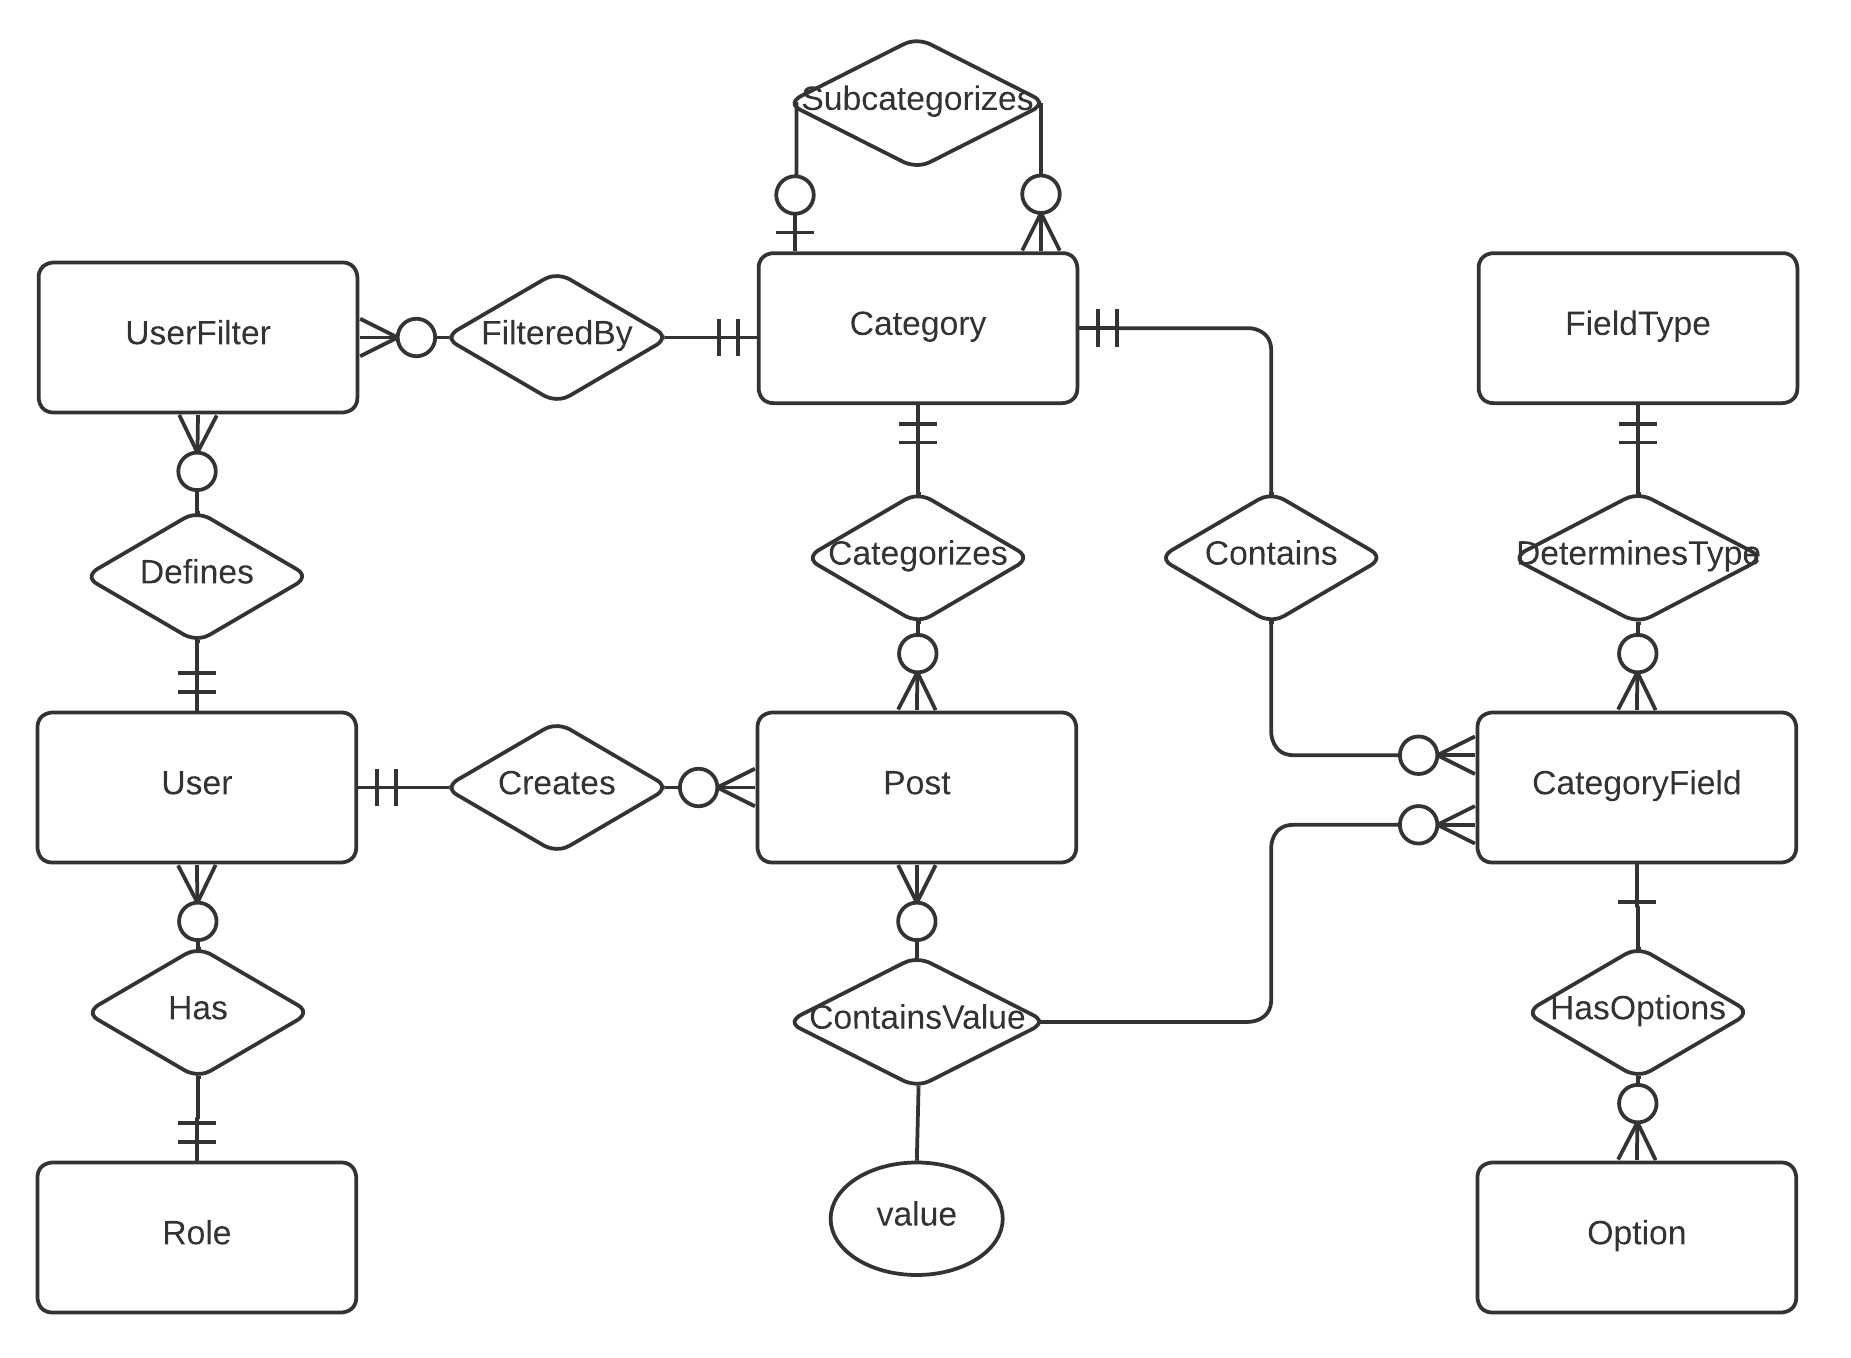 Subcategorizes
UserFilter
FilteredBy
Category
FieldType
Defines
Categorizes
Contains
DeterminesType
User
Creates
Post
CategoryField
Has
ContainsValue
HasOptions
Role
value
Option